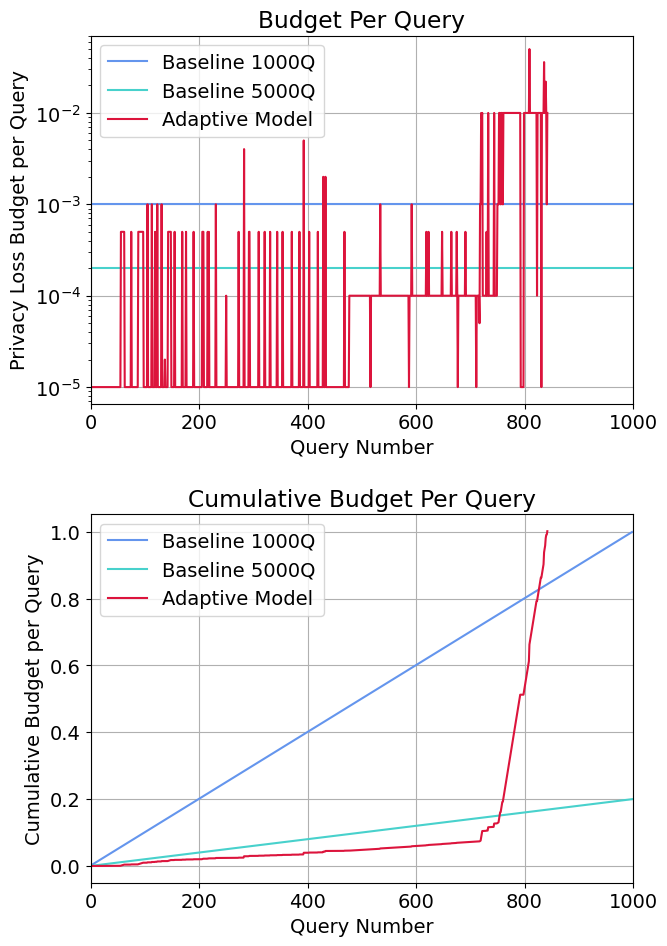 Budget Per Query
Baseline 1000Q
Baseline 5000Q
Adaptive Model
Privacy Loss Budget per Query
10⁻²
10⁻³
10⁻⁴
10⁻⁵
0 200 400 600 800 1000
Query Number
Cumulative Budget Per Query
Baseline 1000Q
Baseline 5000Q
Adaptive Model
Cumulative Budget per Query
1.0
0.8
0.6
0.4
0.2
0.0
0 200 400 600 800 1000
Query Number